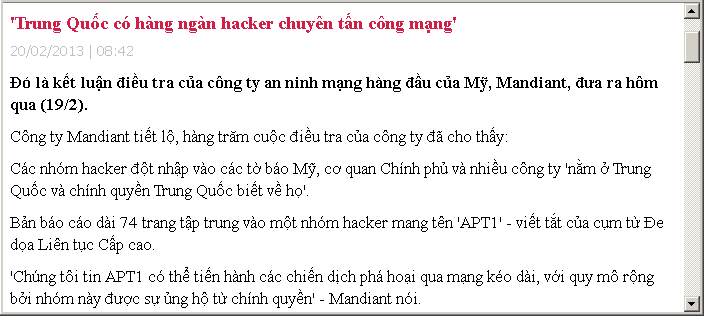 'Trung Quốc có hàng ngàn hacker chuyên tấn công mạng'
20/02/2013 | 08:42
Đó là kết luận điều tra của công ty an ninh mạng hàng đầu của Mỹ, Mandiant, đưa ra hôm
qua (19/2).
Công ty Mandiant tiết lộ, hàng trăm cuộc điều tra của công ty đã cho thấy:
Các nhóm hacker đột nhập vào các tờ báo Mỹ, cơ quan Chính phủ và nhiều công ty 'nằm ở Trung
Quốc và chính quyền Trung Quốc biết về họ'.
Bản báo cáo dài 74 trang tập trung vào một nhóm hacker mang tên 'APT1' - viết tắt của cụm từ Đe
dọa Liên tục Cấp cao.
'Chúng tôi tin APT1 có thể tiến hành các chiến dịch phá hoại qua mạng kéo dài, với quy mô rộng
bởi nhóm này được sự ủng hộ từ chính quyền' - Mandiant nói.